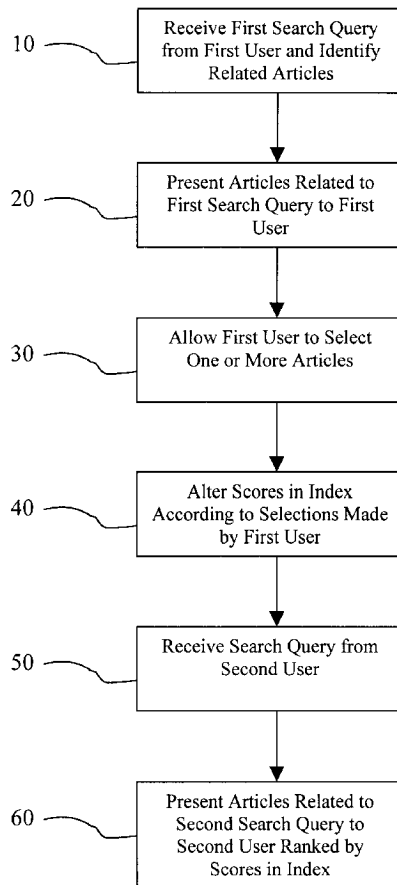 10
Receive First Search Query
from First User and Identify
Related Articles
20
Present Articles Related to
First Search Query to First
User
30
Allow First User to Select
One or More Articles
40
Alter Scores in Index
According to Selections Made
by First User
50
Receive Search Query from
Second User
60
Present Articles Related to
Second Search Query to
Second User Ranked by
Scores in Index